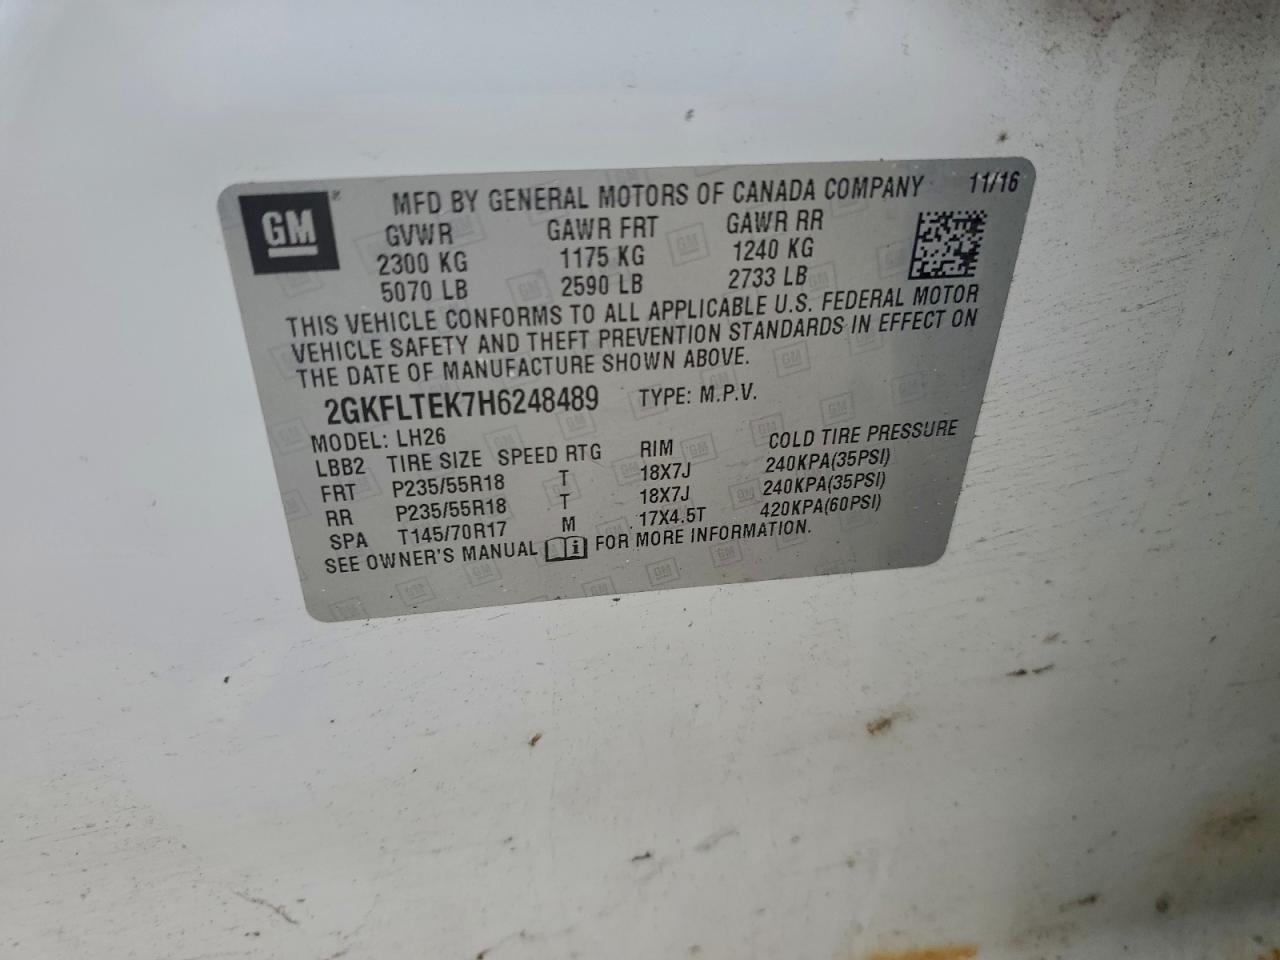 GM MFD BY GENERAL MOTORS OF CANADA COMPANY 11/16
GVWR GAWR FRT GAWR RR
2300 KG 1175 KG 1240 KG
5070 LB 2590 LB 2733 LB
THIS VEHICLE CONFORMS TO ALL APPLICABLE U.S. FEDERAL MOTOR
VEHICLE SAFETY AND THEFT PREVENTION STANDARDS IN EFFECT ON
THE DATE OF MANUFACTURE SHOWN ABOVE.
2GKFLTEK7H6248489 TYPE: M.P.V.
MODEL: LH26
LBB2 TIRE SIZE SPEED RTG RIM COLD TIRE PRESSURE
FRT P235/55R18 T 18X7J 240KPA(35PSI)
RR P235/55R18 T 18X7J 240KPA(35PSI)
SPA T145/70R17 M 17X4.5T 420KPA(60PSI)
SEE OWNER'S MANUAL FOR MORE INFORMATION.